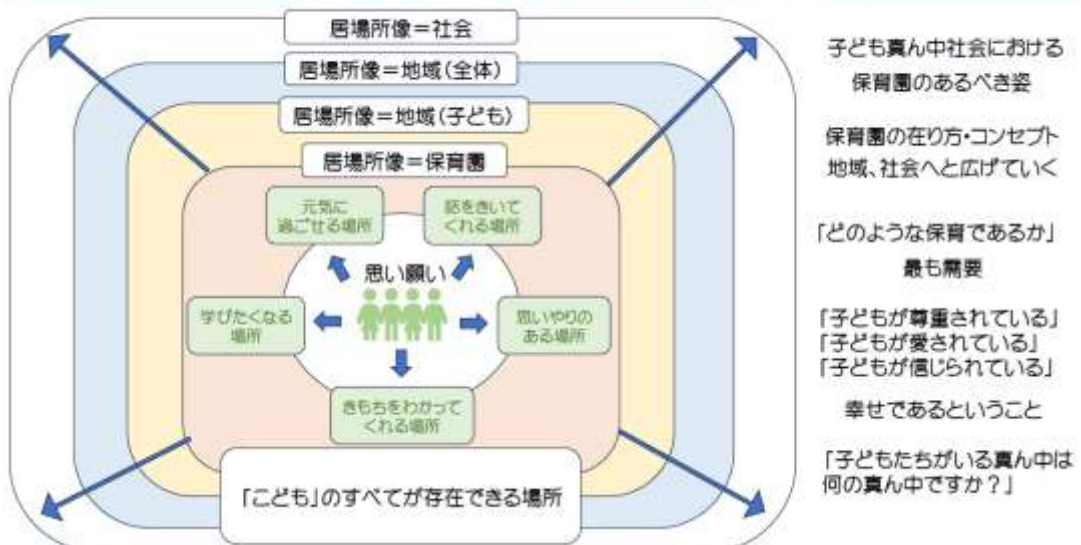 居場所像＝社会
居場所像＝地域(全体)
居場所像＝地域(子ども)
居場所像＝保育園
元気に
過ごせる場所
話をきいて
くれる場所
思い願い
学びたくなる
場所
思いやりの
ある場所
きもちをわかって
くれる場所
「こども」のすべてが存在できる場所
子ども真ん中社会における
保育園のあるべき姿
保育園の在り方・コンセプト
地域、社会へと広げていく
「どのような保育であるか」
最も需要
「子どもが尊重されている」
「子どもが愛されている」
「子どもが信じられている」
幸せであるということ
「子どもたちがいる真ん中は
何の真ん中ですか？」